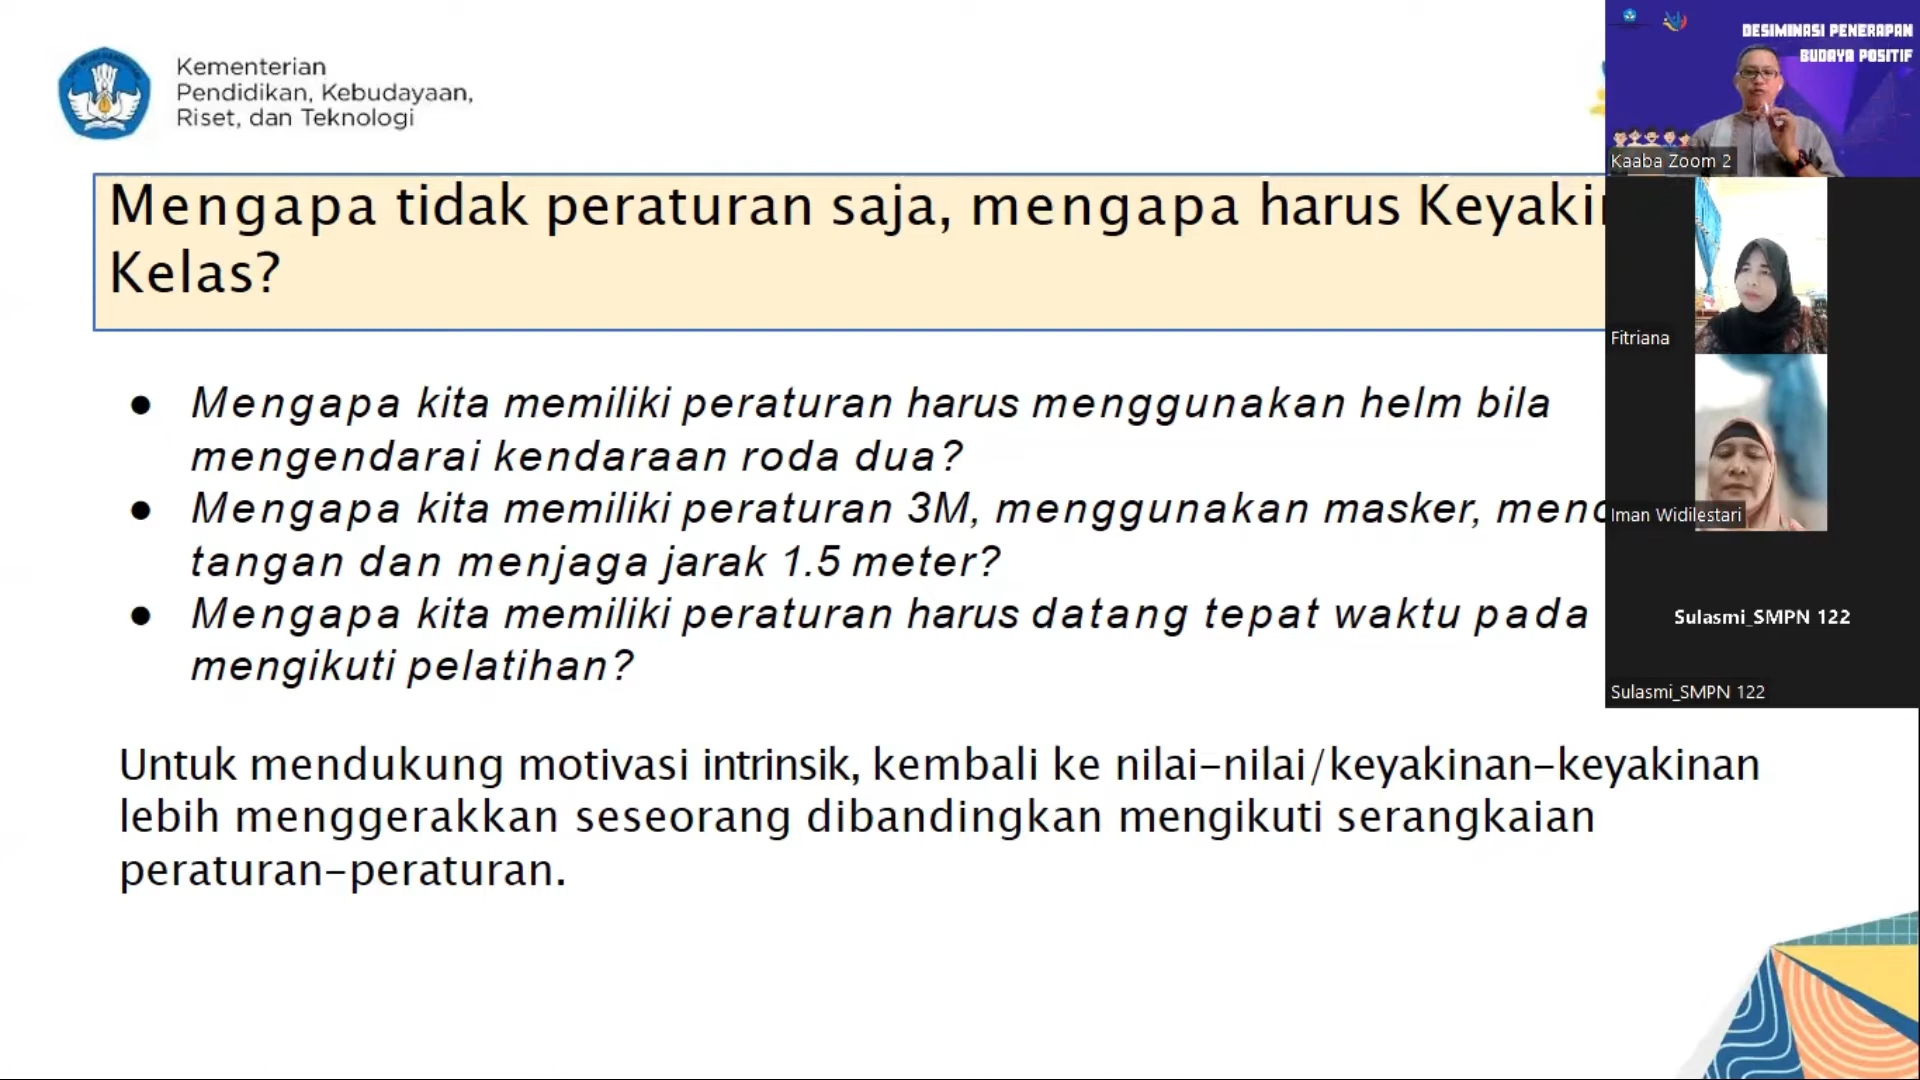 Kementerian
Pendidikan, Kebudayaan,
Riset, dan Teknologi
Mengapa tidak peraturan saja, mengapa harus
Kelas?
● Mengapa kita memiliki peraturan harus menggunakan helm bila
mengendarai kendaraan roda dua?
● Mengapa kita memiliki peraturan 3M, menggunakan masker,
tangan dan menjaga jarak 1.5 meter?
● Mengapa kita memiliki peraturan harus datang tepat waktu pada
mengikuti pelatihan?
Untuk mendukung motivasi intrinsik, kembali ke nilai-nilai/keyakinan-keyakinan
lebih menggerakkan seseorang dibandingkan mengikuti serangkaian
peraturan-peraturan.
DESIMINASI PENERAPAN
BUDAYA POSITIF
Kaaba Zoom 2
Fitriana
Iman Widilestari
Sulasmi_SMPN 122
Sulasmi_SMPN 122